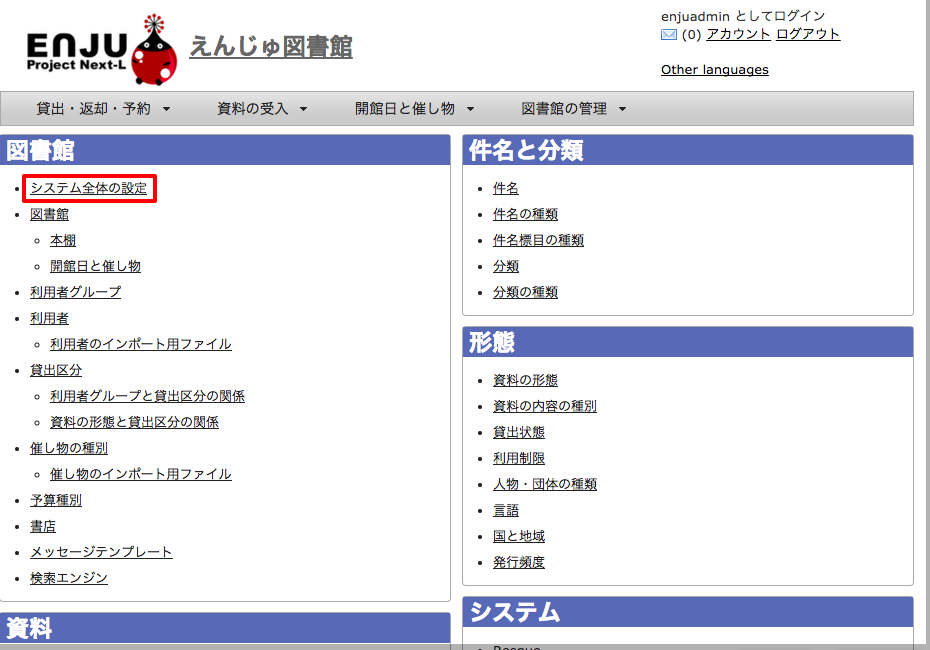 enjuadmin としてログイン
(0) アカウント ログアウト
Other languages
ENJU
Project Next-L
えんじゅ図書館
貸出・返却・予約 資料の受入 開館日と催し物 図書館の管理
図書館
システム全体の設定
図書館
本棚
開館日と催し物
利用者グループ
利用者
利用者のインポート用ファイル
貸出区分
利用者グループと貸出区分の関係
資料の形態と貸出区分の関係
催し物の種別
催し物のインポート用ファイル
予算種別
書店
メッセージテンプレート
検索エンジン
資料
件名と分類
件名
件名の種類
件名標目の種類
分類
分類の種類
形態
資料の形態
資料の内容の種別
貸出状態
利用制限
人物・団体の種類
言語
国と地域
発行頻度
システム
Resque